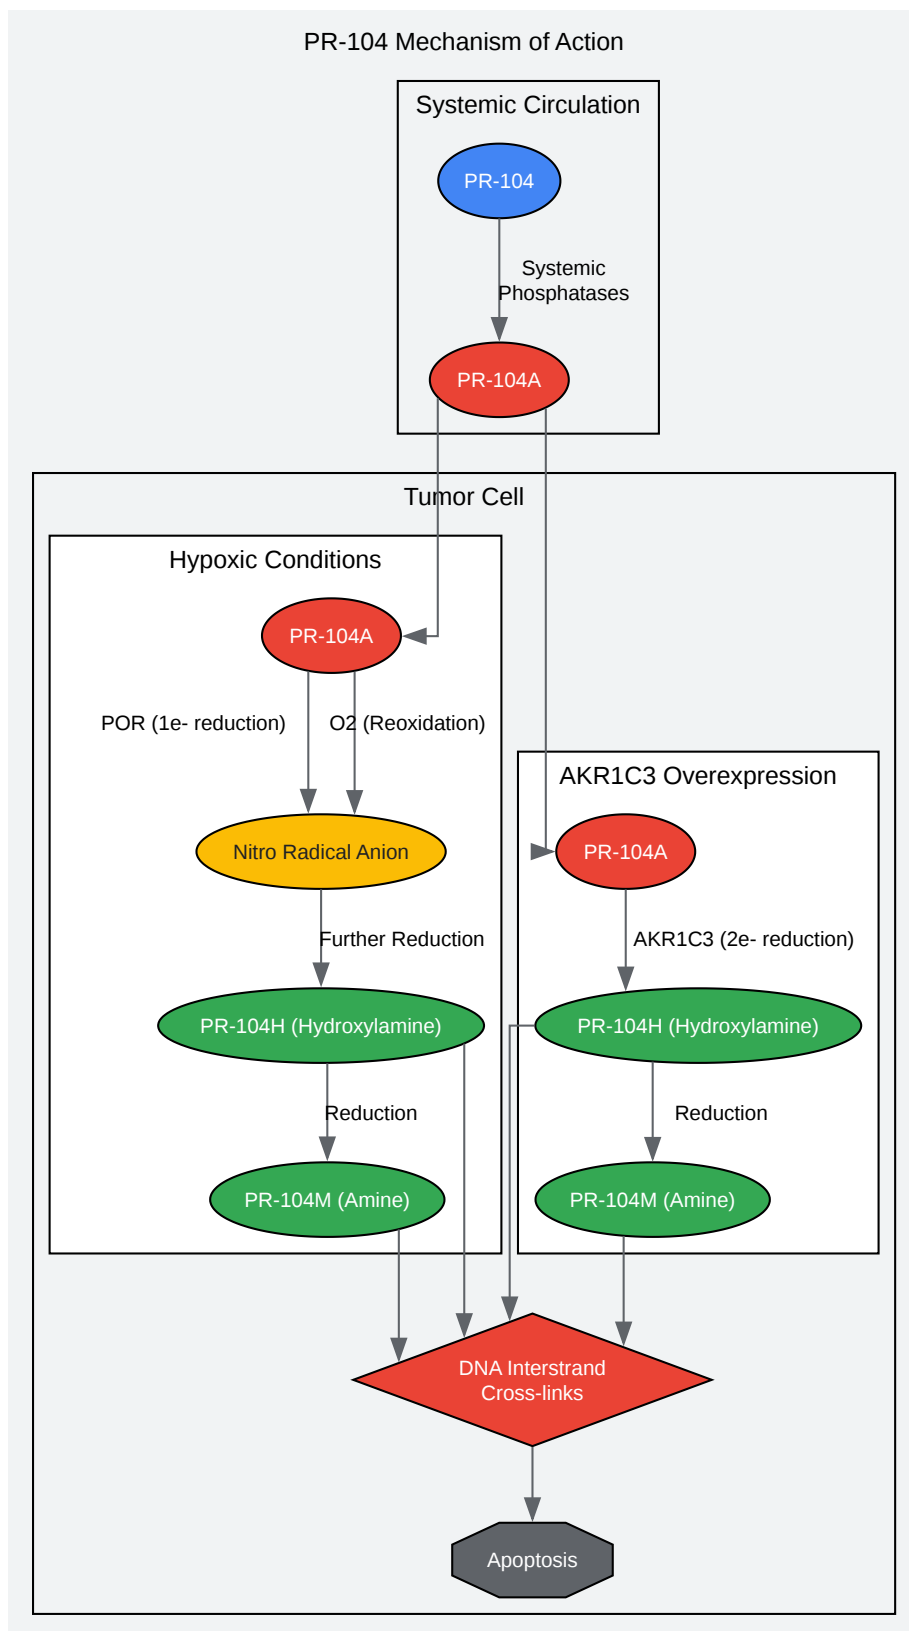 PR-104 Mechanism of Action
Systemic Circulation
PR-104
Systemic
Phosphatases
PR-104A
Tumor Cell
Hypoxic Conditions
PR-104A
POR (1e- reduction)
O2 (Reoxidation)
Nitro Radical Anion
Further Reduction
PR-104H (Hydroxylamine)
Reduction
PR-104M (Amine)
AKR1C3 Overexpression
PR-104A
AKR1C3 (2e- reduction)
PR-104H (Hydroxylamine)
Reduction
PR-104M (Amine)
DNA Interstrand
Cross-links
Apoptosis